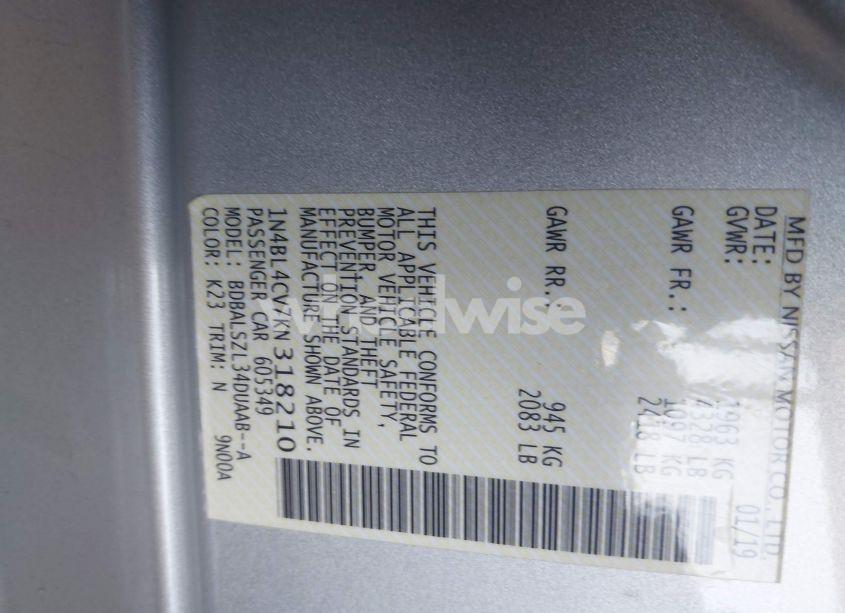 MFD BY NISSAN MOTOR CO., LTD.
DATE: 01/19
GVWR: 1963 KG
4328 LB
GAWR FR.: 1097 KG
2418 LB
GAWR RR.: 945 KG
2083 LB
THIS VEHICLE CONFORMS TO
ALL APPLICABLE FEDERAL
MOTOR VEHICLE SAFETY,
BUMPER, AND THEFT
PREVENTION STANDARDS IN
EFFECT ON THE DATE OF
MANUFACTURE SHOWN ABOVE.
1N4BL4CV7KN318210
PASSENGER CAR 605349
MODEL: BDBALSZL34DUAAB--A
COLOR: K23 TRIM: N 9N00A
wholwise